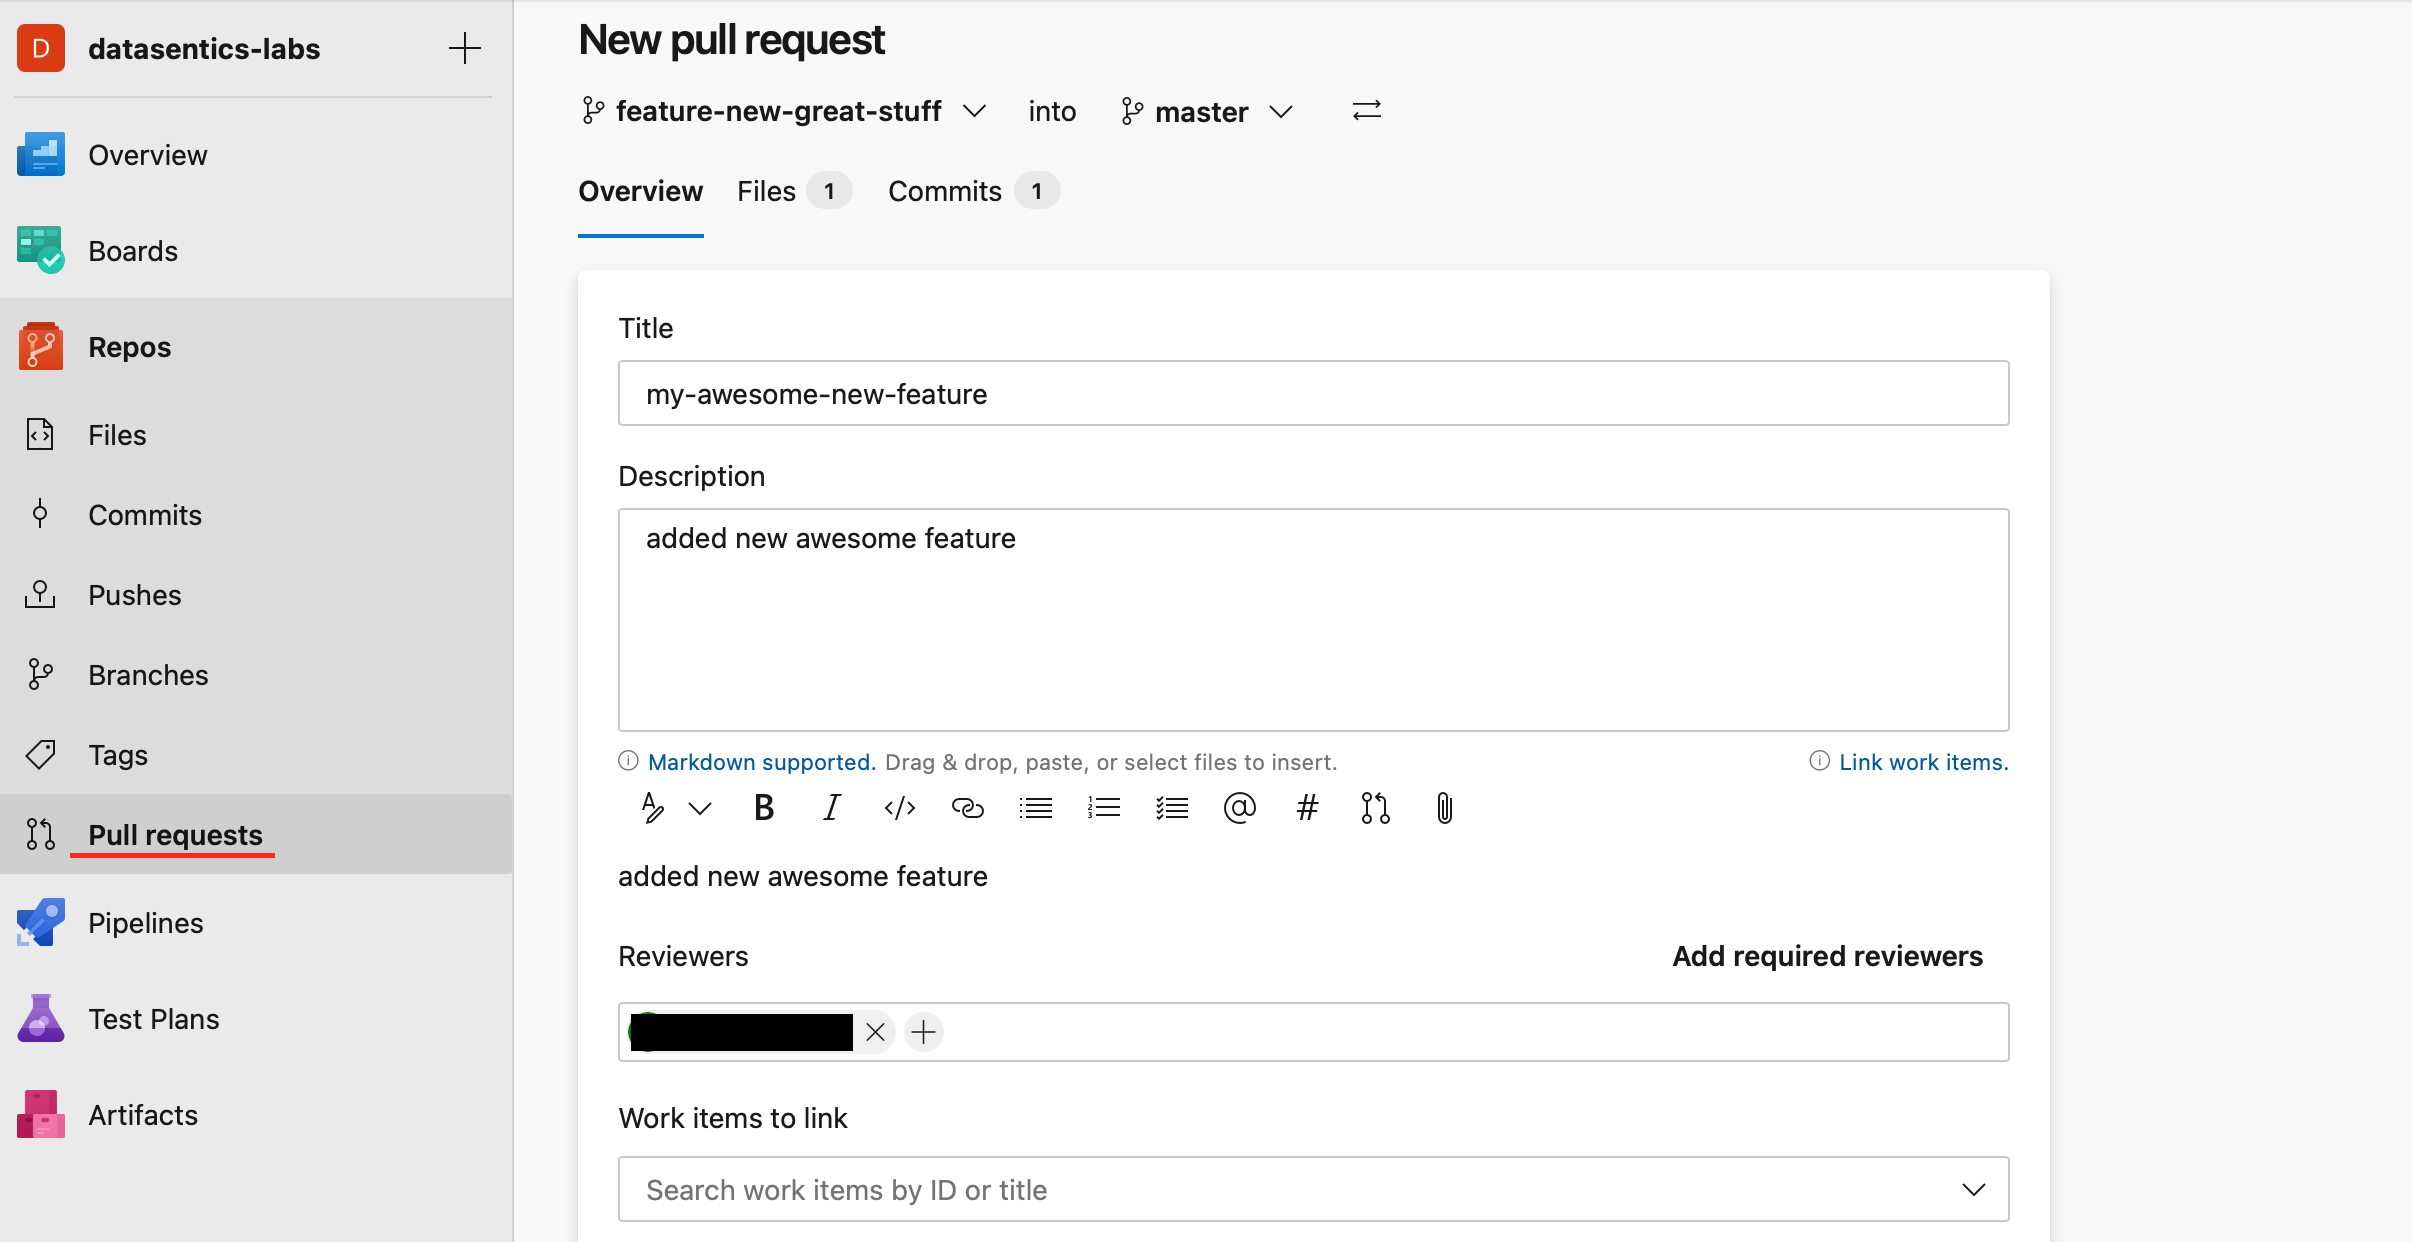 D datasentics-labs
Overview
Boards
Repos
Files
Commits
Pushes
Branches
Tags
Pull requests
Pipelines
Test Plans
Artifacts
New pull request
feature-new-great-stuff into master
Overview Files 1 Commits 1
Title
my-awesome-new-feature
Description
added new awesome feature
Markdown supported. Drag & drop, paste, or select files to insert. Link work items.
added new awesome feature
Reviewers Add required reviewers
Work items to link
Search work items by ID or title